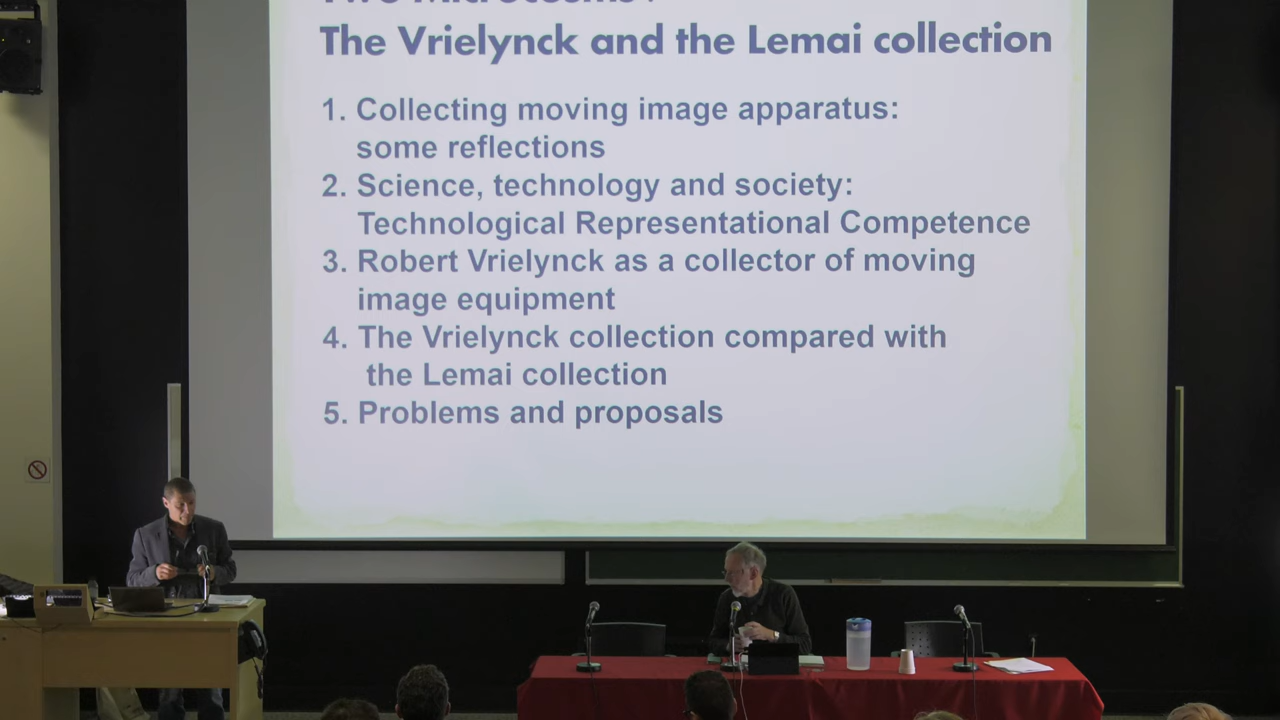 The Vrielynck and the Lemai collection
1. Collecting moving image apparatus:
some reflections
2. Science, technology and society:
Technological Representational Competence
3. Robert Vrielynck as a collector of moving
image equipment
4. The Vrielynck collection compared with
the Lemai collection
5. Problems and proposals